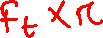 F_t × r